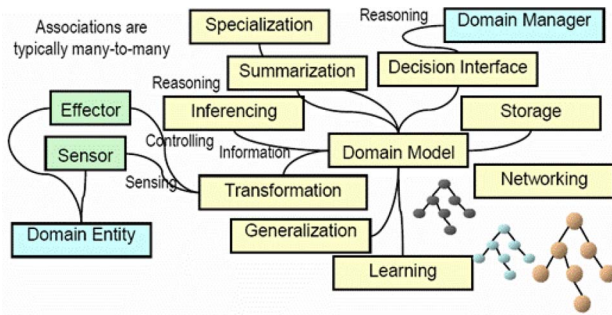 Associations are
typically many-to-many
Specialization
Reasoning
Domain Manager
Summarization
Decision Interface
Reasoning
Effector
Inferencing
Storage
Controlling
Information
Sensor
Domain Model
Sensing
Transformation
Networking
Domain Entity
Generalization
Learning